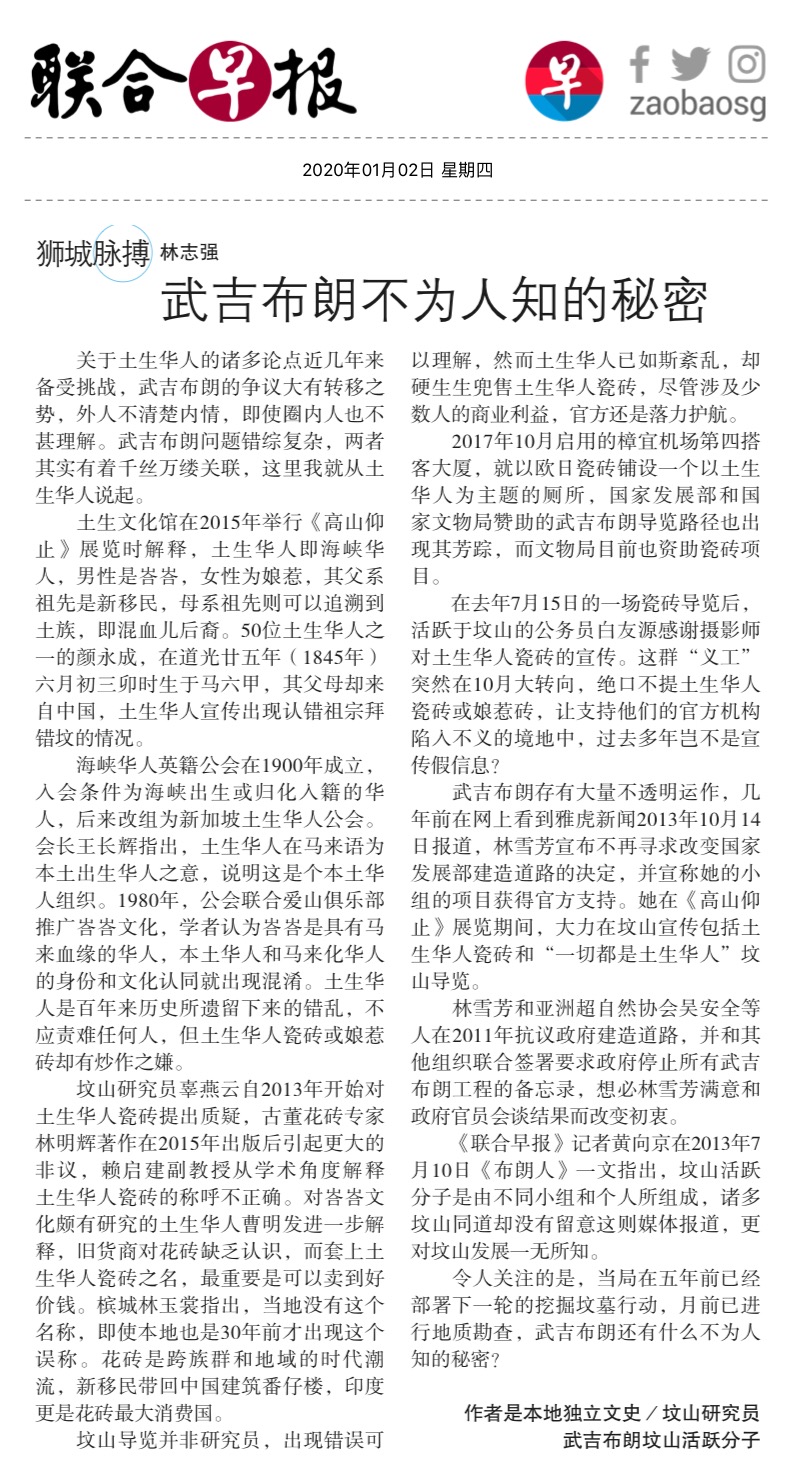 联合早报
早
zaobaosg
2020年01月02日 星期四
狮城脉搏 林志强
武吉布朗不为人知的秘密
关于土生华人的诸多论点近几年来
备受挑战，武吉布朗的争议大有转移之
势，外人不清楚内情，即使圈内人也不
甚理解。武吉布朗问题错综复杂，两者
其实有着千丝万缕关联，这里我就从土
生华人说起。
土生文化馆在2015年举行《高山仰
止》展览时解释，土生华人即海峡华
人，男性是峇峇，女性为娘惹，其父系
祖先是新移民，母系祖先则可以追溯到
土族，即混血儿后裔。50位土生华人之
一的颜永成，在道光廿五年（1845年）
六月初三卯时生于马六甲，其父母却来
自中国，土生华人宣传出现认错祖宗拜
错坟的情况。
海峡华人英籍公会在1900年成立，
入会条件为海峡出生或归化入籍的华
人，后来改组为新加坡土生华人公会。
会长王长辉指出，土生华人在马来语为
本土出生华人之意，说明这是个本土华
人组织。1980年，公会联合爱山俱乐部
推广峇峇文化，学者认为峇峇是具有马
来血缘的华人，本土华人和马来化华人
的身份和文化认同就出现混淆。土生华
人是百年来历史所遗留下来的错乱，不
应责难任何人，但土生华人瓷砖或娘惹
砖却有炒作之嫌。
坟山研究员辜燕云自2013年开始对
土生华人瓷砖提出质疑，古董花砖专家
林明辉著作在2015年出版后引起更大的
非议，赖启建副教授从学术角度解释
土生华人瓷砖的称呼不正确。对峇峇文
化颇有研究的土生华人曹明发进一步解
释，旧货商对花砖缺乏认识，而套上土
生华人瓷砖之名，最重要是可以卖到好
价钱。槟城林玉裳指出，当地没有这个
名称，即使本地也是30年前才出现这个
误称。花砖是跨族群和地域的时代潮
流，新移民带回中国建筑番仔楼，印度
更是花砖最大消费国。
坟山导览并非研究员，出现错误可
以理解，然而土生华人已如斯紊乱，却
硬生生兜售土生华人瓷砖，尽管涉及少
数人的商业利益，官方还是落力护航。
2017年10月启用的樟宜机场第四搭
客大厦，就以欧日瓷砖铺设一个以土生
华人为主题的厕所，国家发展部和国
家文物局赞助的武吉布朗导览路径也出
现其芳踪，而文物局目前也资助瓷砖项
目。
在去年7月15日的一场瓷砖导览后，
活跃于坟山的公务员白友源感谢摄影师
对土生华人瓷砖的宣传。这群“义工”
突然在10月大转向，绝口不提土生华人
瓷砖或娘惹砖，让支持他们的官方机构
陷入不义的境地中，过去多年岂不是宣
传假信息？
武吉布朗存有大量不透明运作，几
年前在网上看到雅虎新闻2013年10月14
日报道，林雪芳宣布不再寻求改变国家
发展部建造道路的决定，并宣称她的小
组的项目获得官方支持。她在《高山仰
止》展览期间，大力在坟山宣传包括土
生华人瓷砖和“一切都是土生华人”坟
山导览。
林雪芳和亚洲超自然协会吴安全等
人在2011年抗议政府建造道路，并和其
他组织联合签署要求政府停止所有武吉
布朗工程的备忘录，想必林雪芳满意和
政府官员会谈结果而改变初衷。
《联合早报》记者黄向京在2013年7
月10日《布朗人》一文指出，坟山活跃
分子是由不同小组和个人所组成，诸多
坟山同道却没有留意这则媒体报道，更
对坟山发展一无所知。
令人关注的是，当局在五年前已经
部署下一轮的挖掘坟墓行动，月前已进
行地质勘查，武吉布朗还有什么不为人
知的秘密？
作者是本地独立文史／坟山研究员
武吉布朗坟山活跃分子